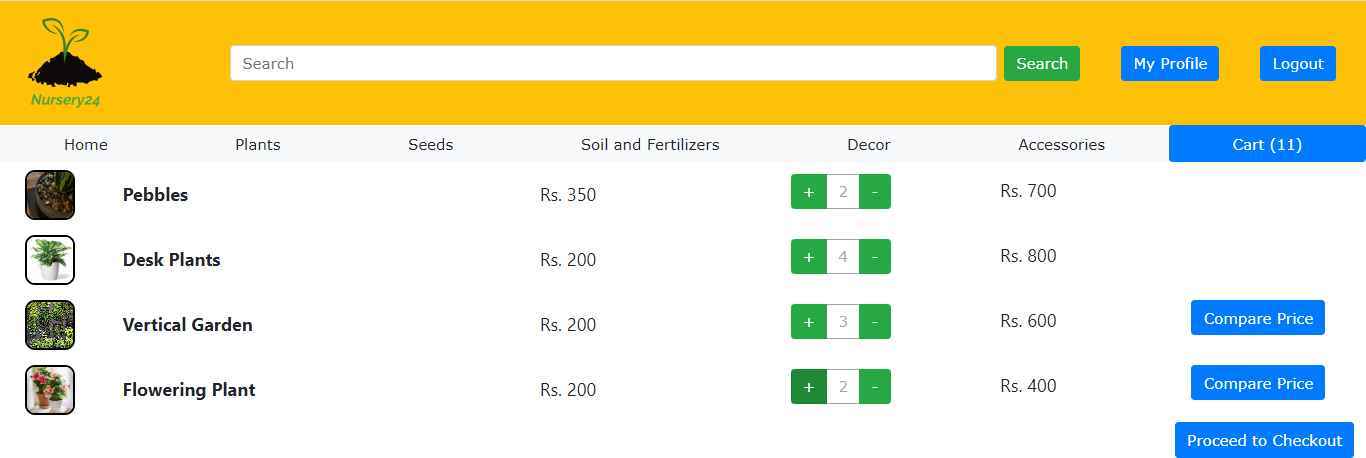 Nursery24
Search
Search
My Profile
Logout
Home
Plants
Seeds
Soil and Fertilizers
Decor
Accessories
Cart (11)
Pebbles
Rs. 350
+ 2 -
Rs. 700
Desk Plants
Rs. 200
+ 4 -
Rs. 800
Vertical Garden
Rs. 200
+ 3 -
Rs. 600
Compare Price
Flowering Plant
Rs. 200
+ 2 -
Rs. 400
Compare Price
Proceed to Checkout